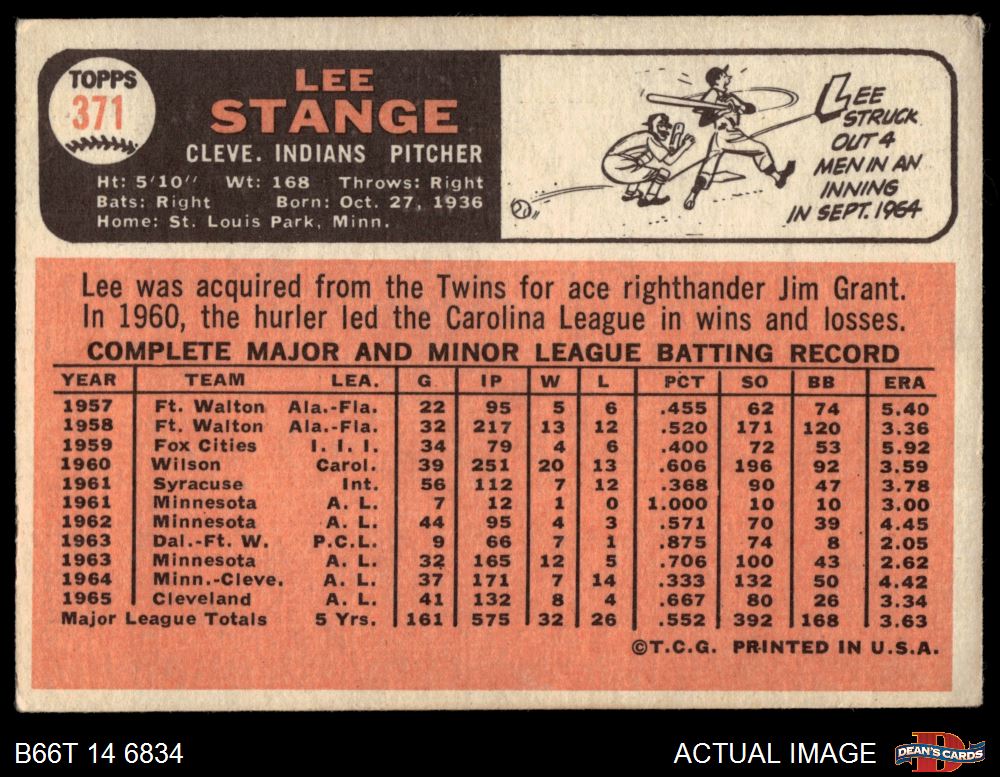 TOPPS
371
LEE
STANGE
CLEVE. INDIANS PITCHER
Ht: 5'10" Wt: 168 Throws: Right
Bats: Right Born: Oct. 27, 1936
Home: St. Louis Park, Minn.
LEE
STRUCK
OUT 4
MEN IN AN
INNING
IN SEPT. 1964
Lee was acquired from the Twins for ace righthander Jim Grant.
In 1960, the hurler led the Carolina League in wins and losses.
COMPLETE MAJOR AND MINOR LEAGUE BATTING RECORD
YEAR TEAM LEA. G IP W L PCT SO BB ERA
1957 Ft. Walton Ala.-Fla. 22 95 5 6 .455 62 74 5.40
1958 Ft. Walton Ala.-Fla. 32 217 13 12 .520 171 120 3.36
1959 Fox Cities I. I. I. 34 79 4 6 .400 72 53 5.92
1960 Wilson Carol. 39 251 20 13 .606 196 92 3.59
1961 Syracuse Int. 56 112 7 12 .368 90 47 3.78
1961 Minnesota A. L. 7 12 1 0 1.000 10 10 3.00
1962 Minnesota A. L. 44 95 4 3 .571 70 39 4.45
1963 Dal.-Ft. W. P.C.L. 9 66 7 1 .875 74 8 2.05
1963 Minnesota A. L. 32 165 12 5 .706 100 43 2.62
1964 Minn.-Cleve. A. L. 37 171 7 14 .333 132 50 4.42
1965 Cleveland A. L. 41 132 8 4 .667 80 26 3.34
Major League Totals 5 Yrs. 161 575 32 26 .552 392 168 3.63
©T.C.G. PRINTED IN U.S.A.
B66T 14 6834
ACTUAL IMAGE
DEAN'S CARDS